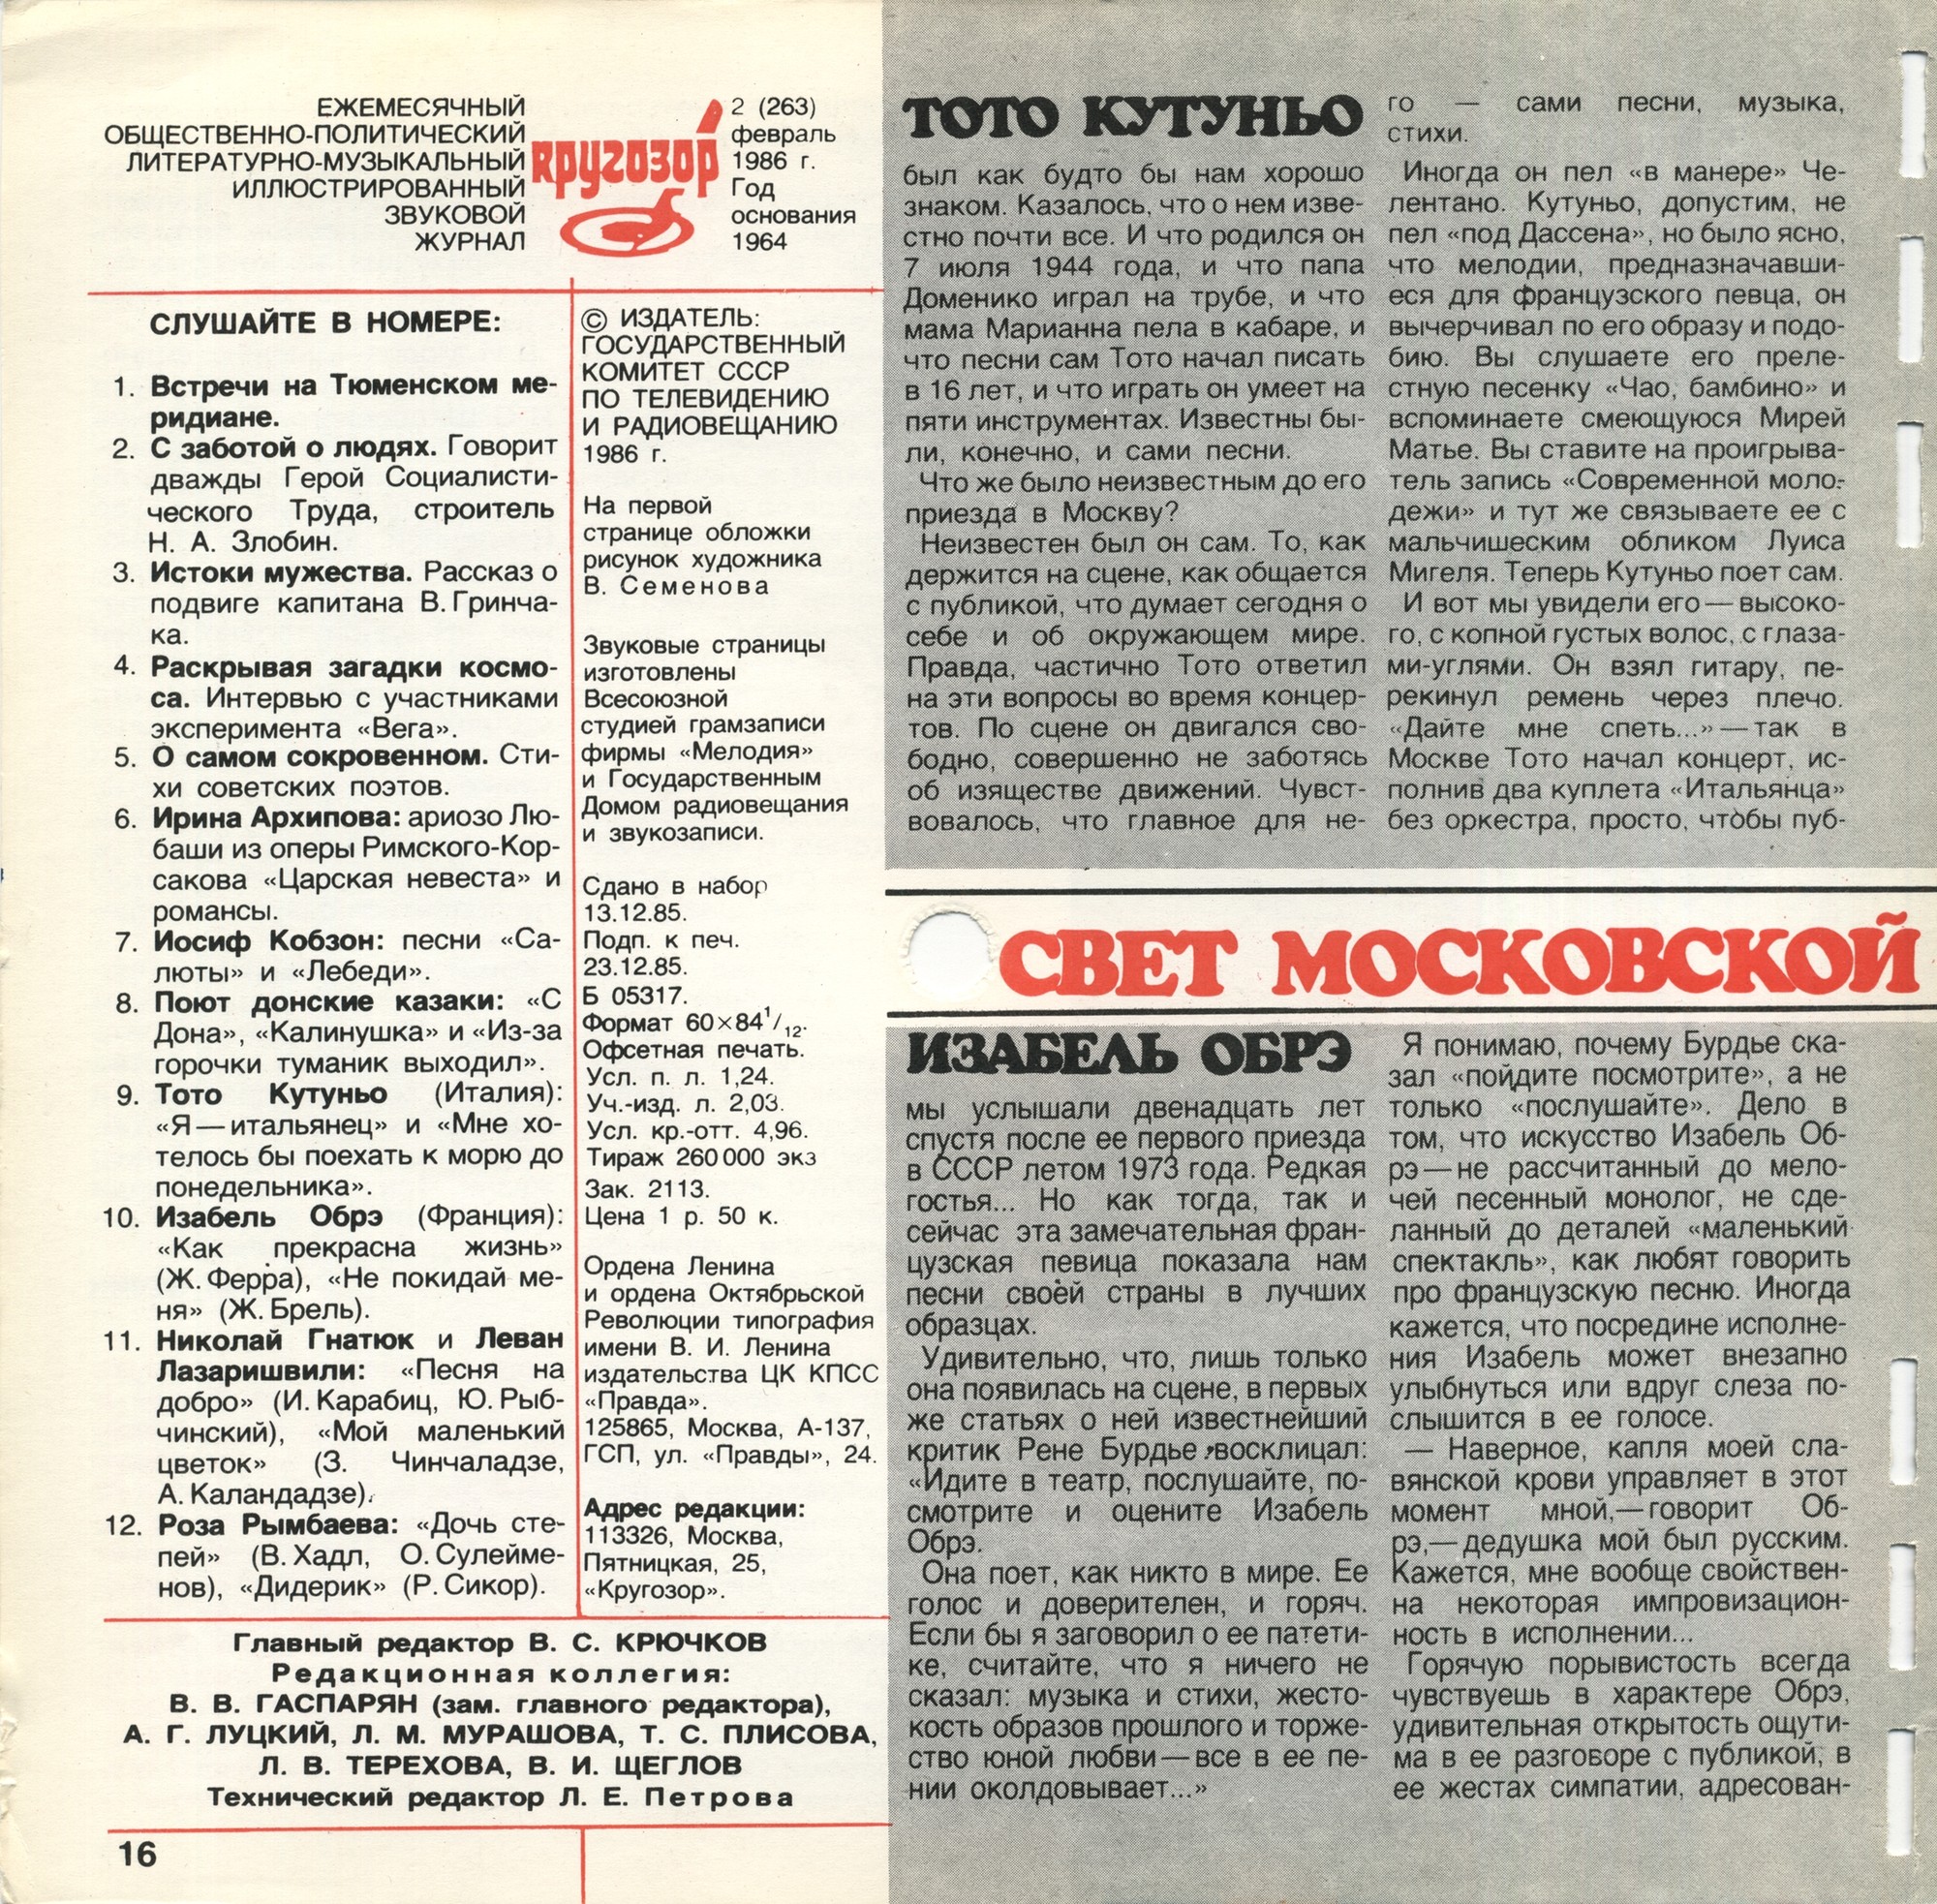 ЕЖЕМЕСЯЧНЫЙ
ОБЩЕСТВЕННО-ПОЛИТИЧЕСКИЙ
ЛИТЕРАТУРНО-МУЗЫКАЛЬНЫЙ
ИЛЛЮСТРИРОВАННЫЙ
ЗВУКОВОЙ
ЖУРНАЛ
кругозор
2 (263)
февраль
1986 г.
Год
основания
1964
СЛУШАЙТЕ В НОМЕРЕ:
1. Встречи на Тюменском ме-
ридиане.
2. С заботой о людях. Говорит
дважды Герой Социалисти-
ческого Труда, строитель
Н. А. Злобин.
3. Истоки мужества. Рассказ о
подвиге капитана В. Гринча-
ка.
4. Раскрывая загадки космо-
са. Интервью с участниками
эксперимента «Вега».
5. О самом сокровенном. Сти-
хи советских поэтов.
6. Ирина Архипова: ариозо Лю-
баши из оперы Римского-Кор-
сакова «Царская невеста» и
романсы.
7. Иосиф Кобзон: песни «Са-
люты» и «Лебеди».
8. Поют донские казаки: «С
Дона», «Калинушка» и «Из-за
горочки туманик выходил».
9. Тото Кутуньо (Италия):
«Я — итальянец» и «Мне хо-
телось бы поехать к морю до
понедельника».
10. Изабель Обрэ (Франция):
«Как прекрасна жизнь»
(Ж. Ферра), «Не покидай ме-
ня» (Ж. Брель).
11. Николай Гнатюк и Леван
Лазаришвили: «Песня на
добро» (И. Карабиц, Ю. Рыб-
чинский), «Мой маленький
цветок» (З. Чинчаладзе,
А. Каландадзе).
12. Роза Рымбаева: «Дочь сте-
пей» (В. Хадл, О. Сулейме-
нов), «Дидерик» (Р. Сикор).
© ИЗДАТЕЛЬ:
ГОСУДАРСТВЕННЫЙ
КОМИТЕТ СССР
ПО ТЕЛЕВИДЕНИЮ
И РАДИОВЕЩАНИЮ
1986 г.
На первой
странице обложки
рисунок художника
В. Семенова
Звуковые страницы
изготовлены
Всесоюзной
студией грамзаписи
фирмы «Мелодия»
и Государственным
Домом радиовещания
и звукозаписи.
Сдано в набор
13.12.85.
Подп. к печ.
23.12.85.
Б 05317.
Формат 60×84 1/12.
Офсетная печать.
Усл. п. л. 1,24.
Уч.-изд. л. 2,03.
Усл. кр.-отт. 4,96.
Тираж 260 000 экз
Зак. 2113.
Цена 1 р. 50 к.
Ордена Ленина
и ордена Октябрьской
Революции типография
имени В. И. Ленина
издательства ЦК КПСС
«Правда».
125865, Москва, А-137,
ГСП, ул. «Правды», 24.
Адрес редакции:
113326, Москва,
Пятницкая, 25,
«Кругозор».
Главный редактор В. С. КРЮЧКОВ
Редакционная коллегия:
В. В. ГАСПАРЯН (зам. главного редактора),
А. Г. ЛУЦКИЙ, Л. М. МУРАШОВА, Т. С. ПЛИСОВА,
Л. В. ТЕРЕХОВА, В. И. ЩЕГЛОВ
Технический редактор Л. Е. Петрова
16
ТОТО КУТУНЬО
был как будто бы нам хорошо
знаком. Казалось, что о нем изве-
стно почти все. И что родился он
7 июля 1944 года, и что папа
Доменико играл на трубе, и что
мама Марианна пела в кабаре, и
что песни сам Тото начал писать
в 16 лет, и что играть он умеет на
пяти инструментах. Известны бы-
ли, конечно, и сами песни.
Что же было неизвестным до его
приезда в Москву?
Неизвестен был он сам. То, как
держится на сцене, как общается
с публикой, что думает сегодня о
себе и об окружающем мире.
Правда, частично Тото ответил
на эти вопросы во время концер-
тов. По сцене он двигался сво-
бодно, совершенно не заботясь
об изяществе движений. Чувст-
вовалось, что главное для не-
го — сами песни, музыка,
стихи.
Иногда он пел «в манере» Че-
лентано. Кутуньо, допустим, не
пел «под Дассена», но было ясно,
что мелодии, предназначавши-
еся для французского певца, он
вычерчивал по его образу и подо-
бию. Вы слушаете его преле-
стную песенку «Чао, бамбино» и
вспоминаете смеющуюся Мирей
Матье. Вы ставите на проигрыва-
тель запись «Современной моло-
дежи» и тут же связываете ее с
мальчишеским обликом Луиса
Мигеля. Теперь Кутуньо поет сам.
И вот мы увидели его — высоко-
го, с копной густых волос, с глаза-
ми-углями. Он взял гитару, пе-
рекинул ремень через плечо.
«Дайте мне спеть...» — так в
Москве Тото начал концерт, ис-
полнив два куплета «Итальянца»
без оркестра, просто, чтобы пуб-
СВЕТ МОСКОВСКОЙ
ИЗАБЕЛЬ ОБРЭ
мы услышали двенадцать лет
спустя после ее первого приезда
в СССР летом 1973 года. Редкая
гостья... Но как тогда, так и
сейчас эта замечательная фран-
цузская певица показала нам
песни своей страны в лучших
образцах.
Удивительно, что, лишь только
она появилась на сцене, в первых
же статьях о ней известнейший
критик Рене Бурдье восклицал:
«Идите в театр, послушайте, по-
смотрите и оцените Изабель
Обрэ.
Она поет, как никто в мире. Ее
голос и доверителен, и горяч.
Если бы я заговорил о ее патети-
ке, считайте, что я ничего не
сказал: музыка и стихи, жесто-
кость образов прошлого и торже-
ство юной любви — все в ее пе-
нии околдовывает...»
Я понимаю, почему Бурдье ска-
зал «пойдите посмотрите», а не
только «послушайте». Дело в
том, что искусство Изабель Об-
рэ — не рассчитанный до мело-
чей песенный монолог, не сде-
ланный до деталей «маленький
спектакль», как любят говорить
про французскую песню. Иногда
кажется, что посредине исполне-
ния Изабель может внезапно
улыбнуться или вдруг слеза по-
слышится в ее голосе.
— Наверное, капля моей сла-
вянской крови управляет в этот
момент мной,— говорит Об-
рэ,— дедушка мой был русским.
Кажется, мне вообще свойствен-
на некоторая импровизацион-
ность в исполнении...
Горячую порывистость всегда
чувствуешь в характере Обрэ,
удивительная открытость ощути-
ма в ее разговоре с публикой, в
ее жестах симпатии, адресован-